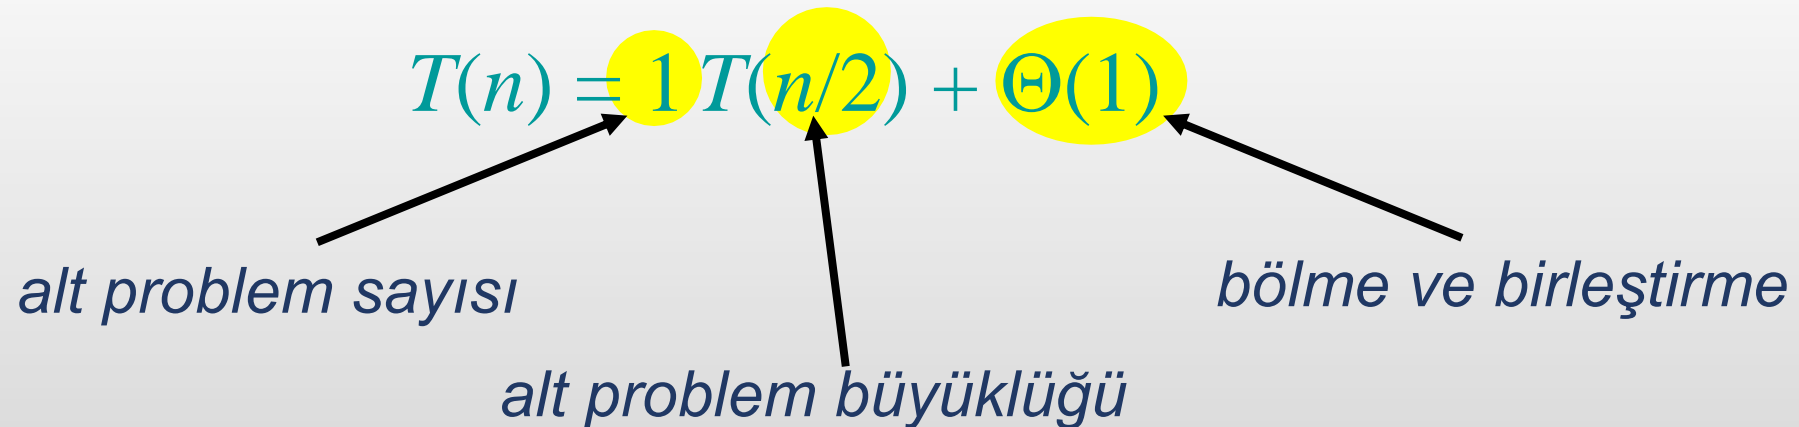 T(n) = 1 T(n/2) + Θ(1)
alt problem sayısı
bölme ve birleştirme
alt problem büyüklüğü